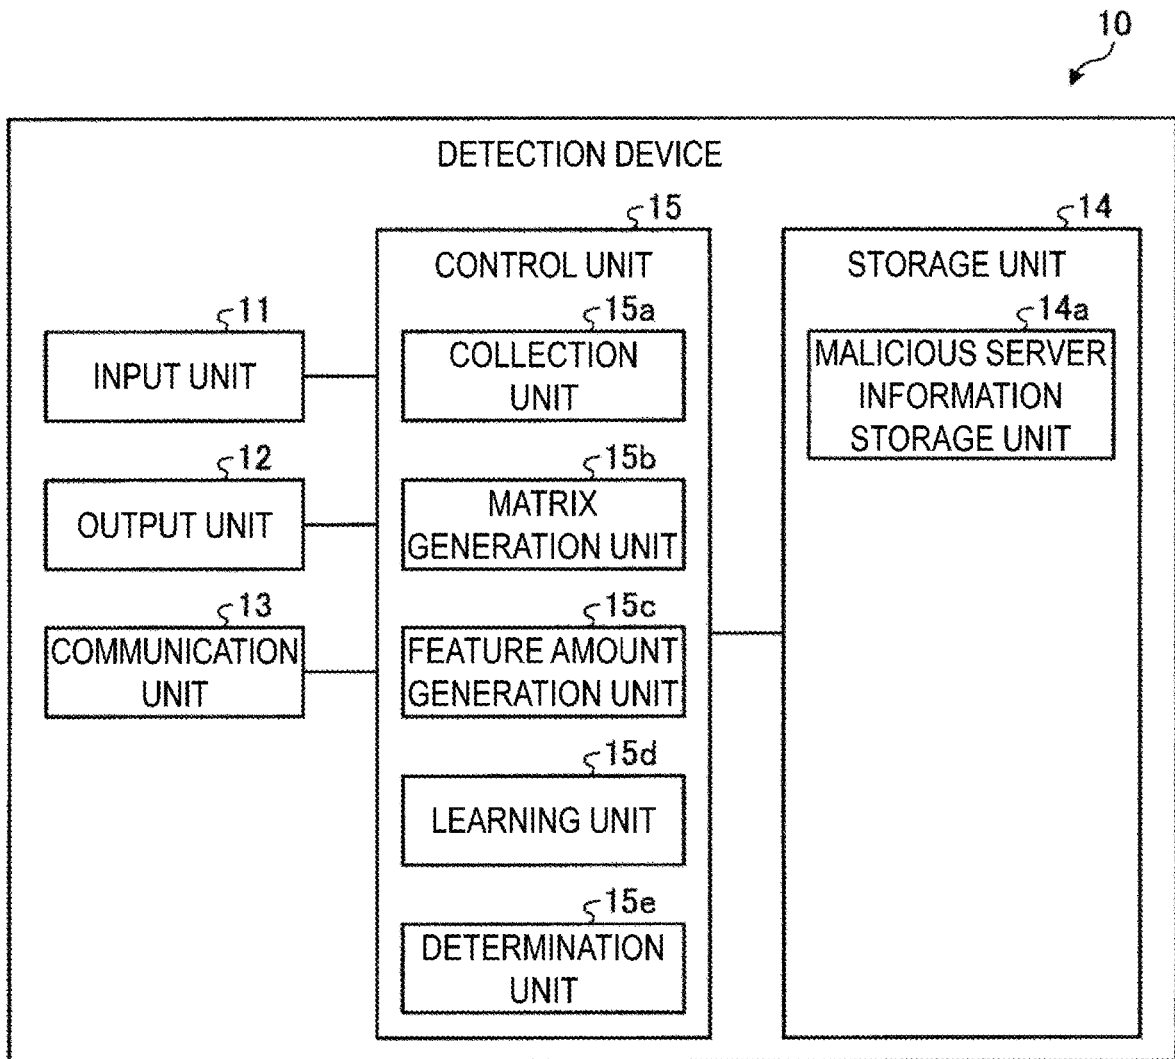 10
DETECTION DEVICE
15
CONTROL UNIT
14
STORAGE UNIT
11
INPUT UNIT
15a
COLLECTION
UNIT
14a
MALICIOUS SERVER
INFORMATION
STORAGE UNIT
12
OUTPUT UNIT
15b
MATRIX
GENERATION UNIT
13
COMMUNICATION
UNIT
15c
FEATURE AMOUNT
GENERATION UNIT
15d
LEARNING UNIT
15e
DETERMINATION
UNIT